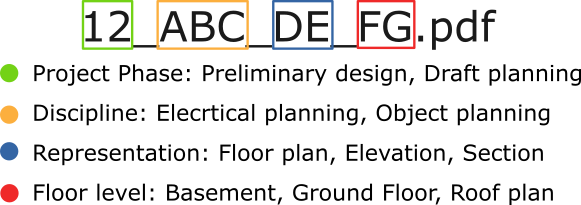 12_ABC_DE_FG.pdf
Project Phase: Preliminary design, Draft planning
Discipline: Elecrtical planning, Object planning
Representation: Floor plan, Elevation, Section
Floor level: Basement, Ground Floor, Roof plan